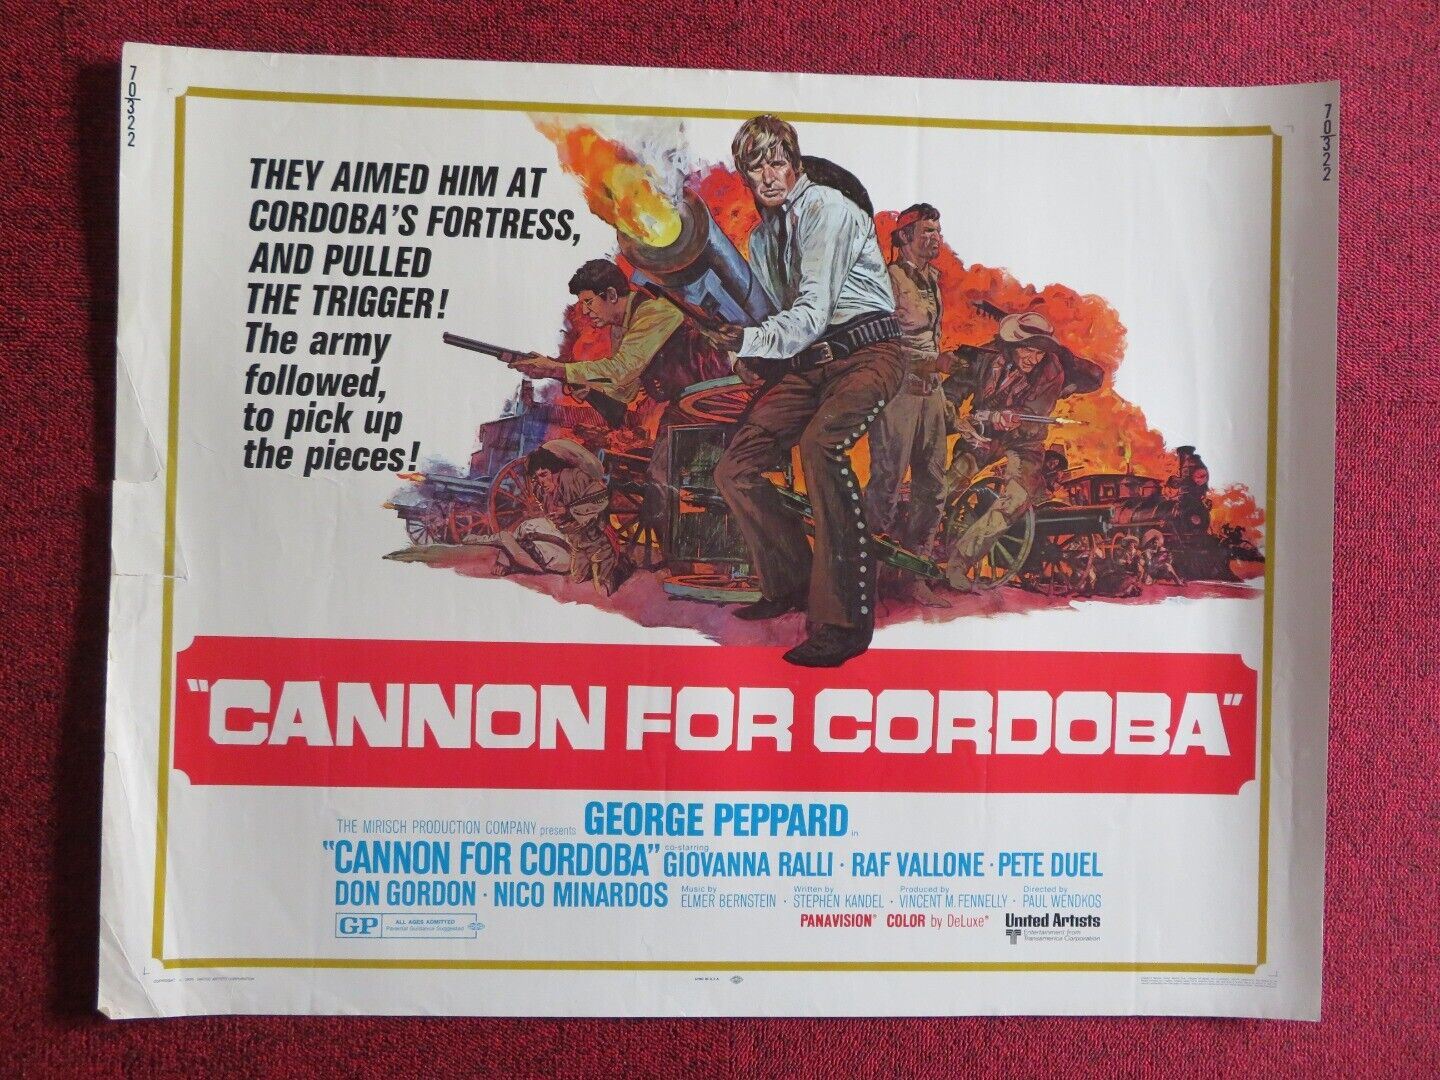 70/322
70/322
THEY AIMED HIM AT
CORDOBA'S FORTRESS,
AND PULLED
THE TRIGGER!
The army
followed,
to pick up
the pieces!
"CANNON FOR CORDOBA"
THE MIRISCH PRODUCTION COMPANY presents GEORGE PEPPARD in
"CANNON FOR CORDOBA" co-starring GIOVANNA RALLI · RAF VALLONE · PETE DUEL
DON GORDON · NICO MINARDOS Music by ELMER BERNSTEIN · Written by STEPHEN KANDEL · Produced by VINCENT M. FENNELLY · Directed by PAUL WENDKOS
GP ALL AGES ADMITTED Parental Guidance Suggested PANAVISION® COLOR by DeLuxe® United Artists
Entertainment from
Transamerica Corporation